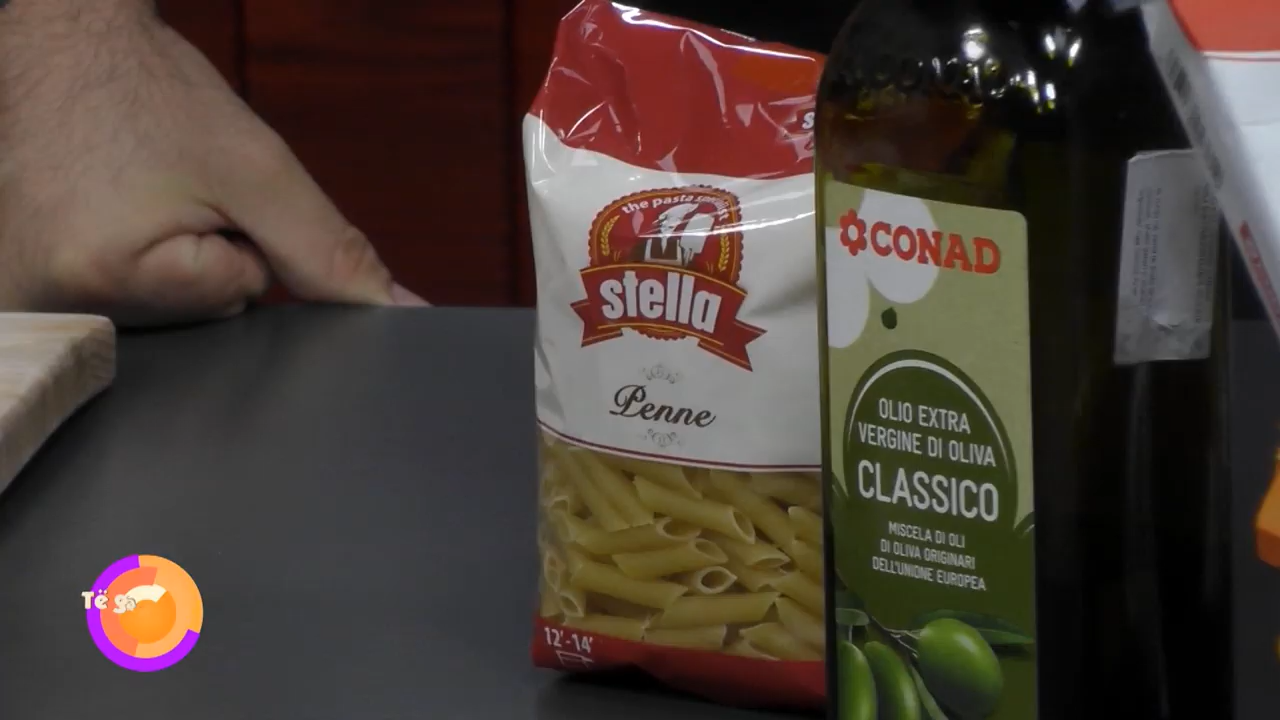 the pasta
stella
Penne
12'-14'
CONAD
OLIO EXTRA
VERGINE DI OLIVA
CLASSICO
MISCELA DI OLI
DI OLIVA ORIGINARI
DELL'UNIONE EUROPEA
Të